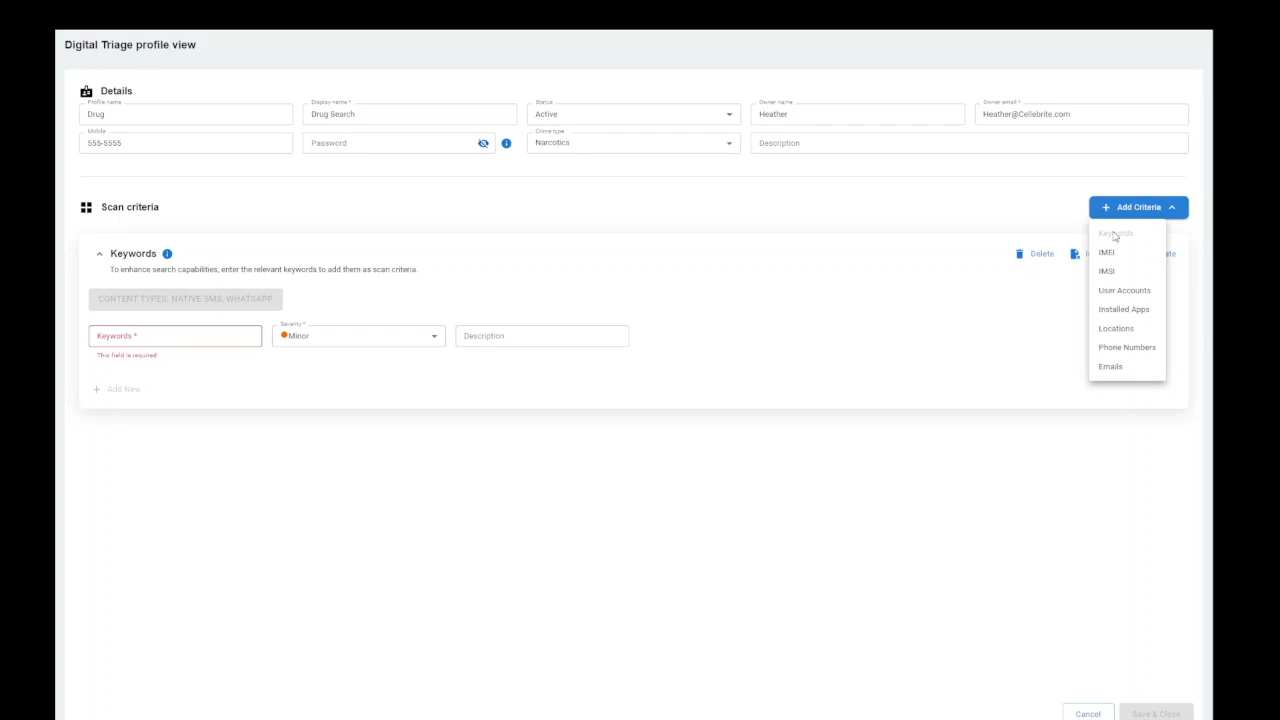 Digital Triage profile view
Details
Profile name
Drug
Display name *
Drug Search
Status
Active
Owner name
Heather
Owner email *
Heather@Cellebrite.com
Mobile
555-5555
Password
Crime type
Narcotics
Description
Scan criteria
Add Criteria
Keywords
IMEI
IMSI
User Accounts
Installed Apps
Locations
Phone Numbers
Emails
Keywords
Delete
To enhance search capabilities, enter the relevant keywords to add them as scan criteria.
CONTENT TYPES: NATIVE SMS, WHATSAPP
Keywords *
Severity *
Minor
Description
This field is required
Add New
Cancel
Save & Close